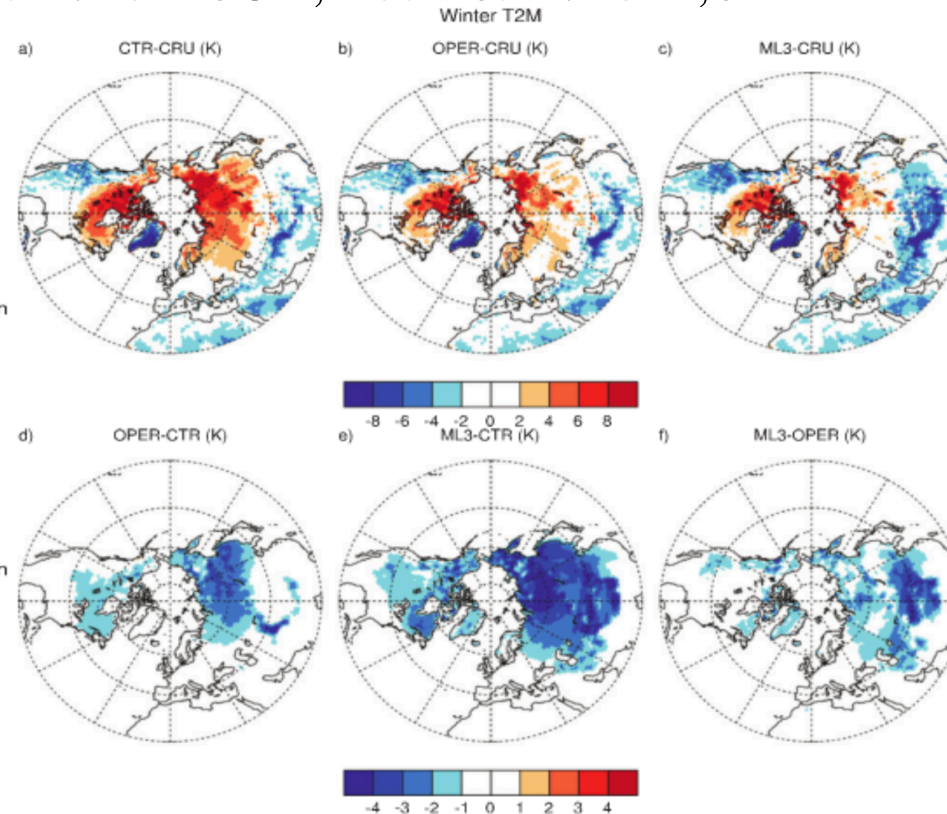 Winter T2M
a) CTR-CRU (K) b) OPER-CRU (K) c) ML3-CRU (K)
n
-8 -6 -4 -2 0 2 4 6 8
d) OPER-CTR (K) e) ML3-CTR (K) f) ML3-OPER (K)
n
-4 -3 -2 -1 0 1 2 3 4